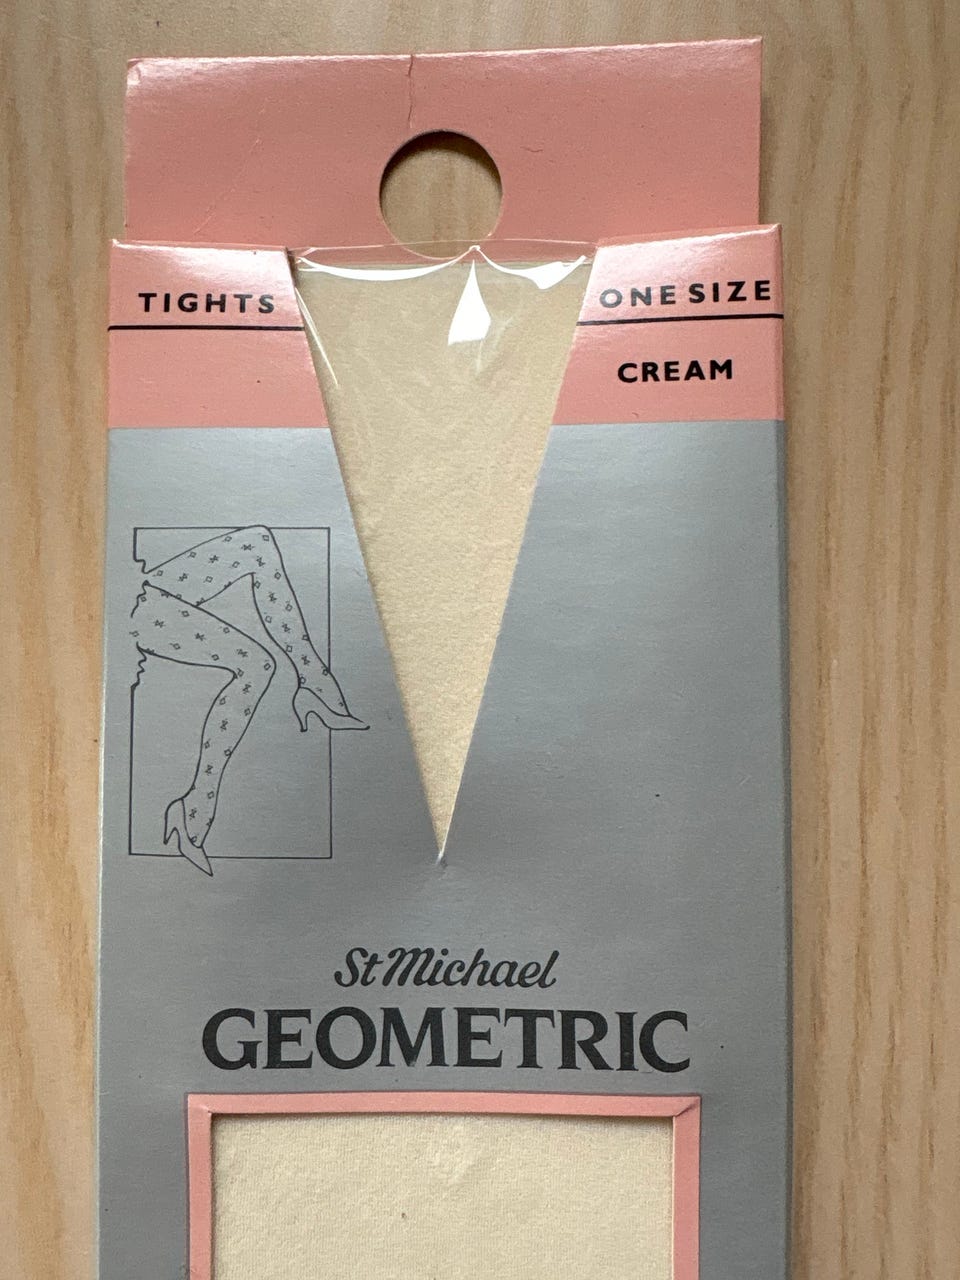 TIGHTS
ONE SIZE
CREAM
St Michael
GEOMETRIC